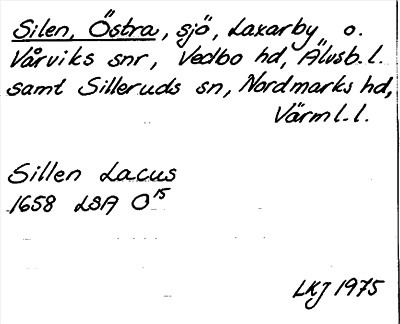 Silen, Östra, sjö, Laxarby o.
Vårviks snr, Vedbo hd, Älvsb. l.
samt Silleruds sn, Nordmarks hd,
Värml. l.
Sillen Lacus
1658 LSA O15
LKJ 1975